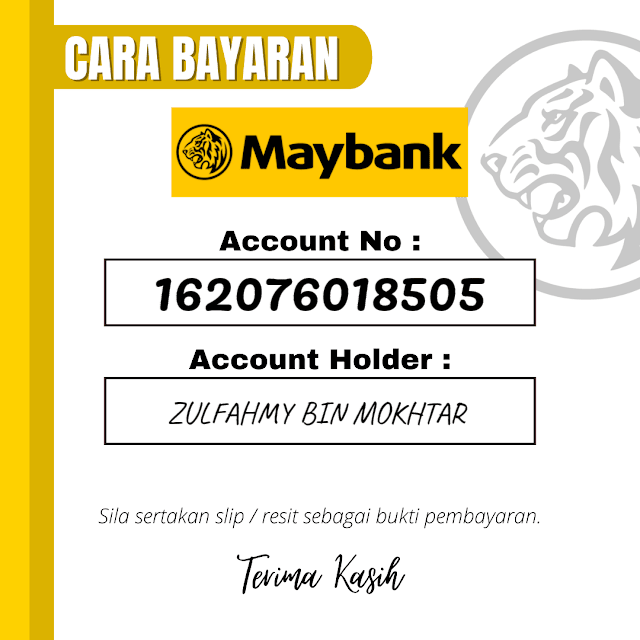 CARA BAYARAN
Maybank
Account No :
162076018505
Account Holder :
ZULFAHMY BIN MOKHTAR
Sila sertakan slip / resit sebagai bukti pembayaran.
Terima Kasih